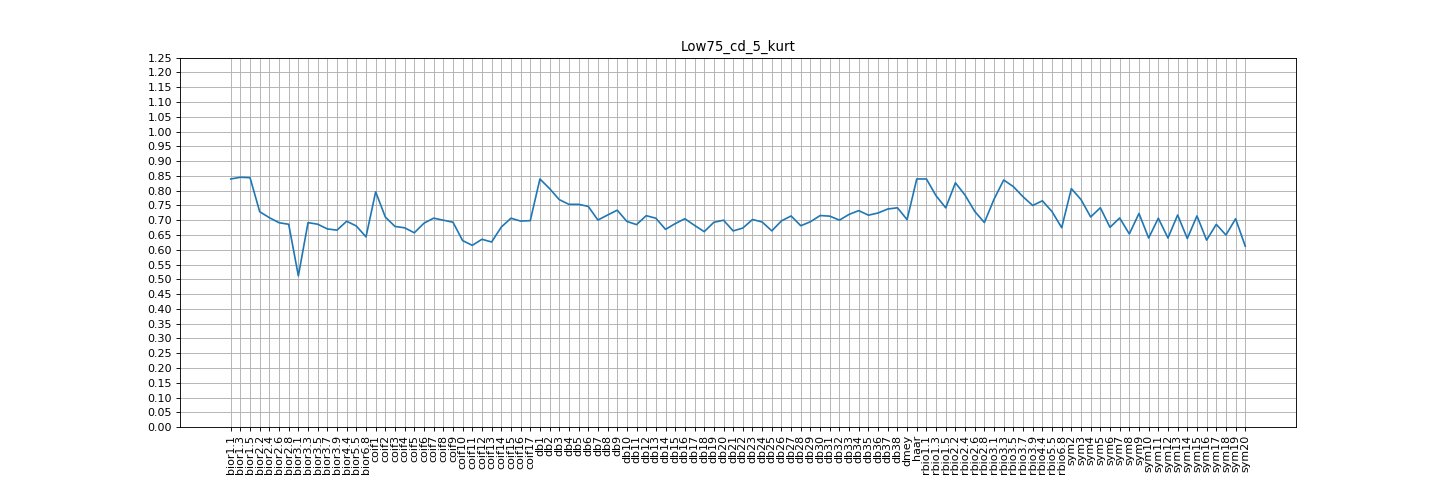 Low75_cd_5_kurt
1.25
1.20
1.15
1.10
1.05
1.00
0.95
0.90
0.85
0.80
0.75
0.70
0.65
0.60
0.55
0.50
0.45
0.40
0.35
0.30
0.25
0.20
0.15
0.10
0.05
0.00
bior1.1
bior1.3
bior1.5
bior2.2
bior2.4
bior2.6
bior2.8
bior3.1
bior3.3
bior3.5
bior3.7
bior3.9
bior4.4
bior5.5
bior6.8
coif1
coif2
coif3
coif4
coif5
coif6
coif7
coif8
coif9
coif10
coif11
coif12
coif13
coif14
coif15
coif16
coif17
db1
db2
db3
db4
db5
db6
db7
db8
db9
db10
db11
db12
db13
db14
db15
db16
db17
db18
db19
db20
db21
db22
db23
db24
db25
db26
db27
db28
db29
db30
db31
db32
db33
db34
db35
db36
db37
db38
dmey
haar
rbio1.1
rbio1.3
rbio1.5
rbio2.2
rbio2.4
rbio2.6
rbio2.8
rbio3.1
rbio3.3
rbio3.5
rbio3.7
rbio3.9
rbio4.4
rbio5.5
rbio6.8
sym2
sym3
sym4
sym5
sym6
sym7
sym8
sym9
sym10
sym11
sym12
sym13
sym14
sym15
sym16
sym17
sym18
sym19
sym20